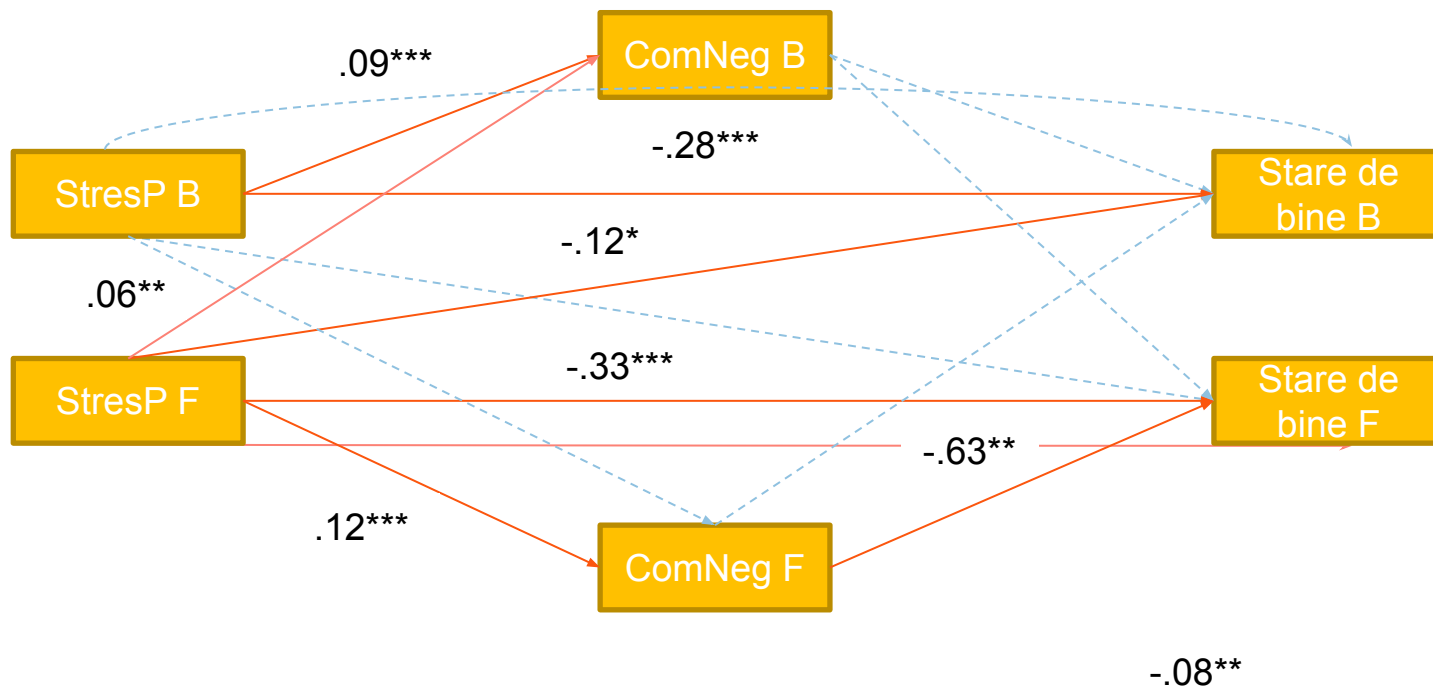 ComNeg B
.09***
-.28***
StresP B
Stare de
bine B
-.12*
.06**
-.33***
StresP F
Stare de
bine F
-.63**
.12***
ComNeg F
-.08**